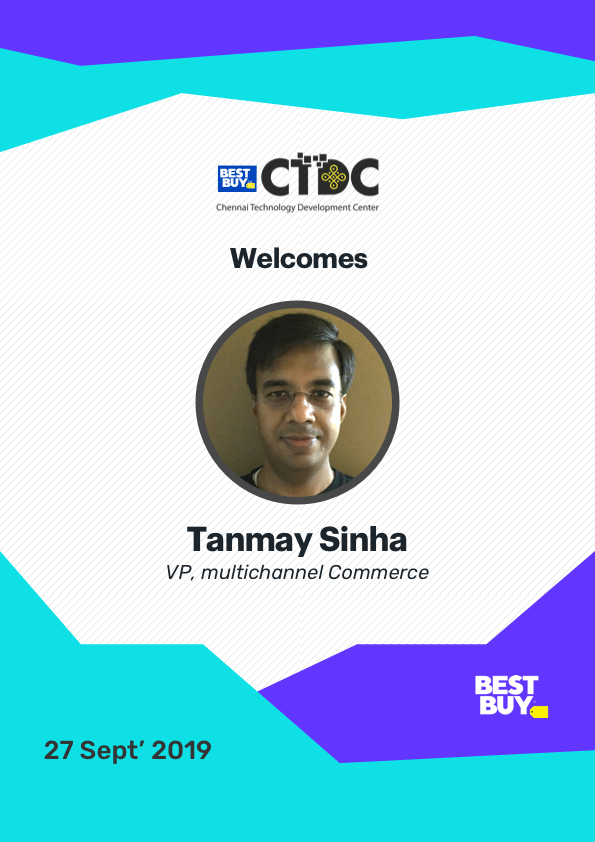 BEST
BUY
CTDC
Chennai Technology Development Center
Welcomes
Tanmay Sinha
VP, multichannel Commerce
BEST
BUY
27 Sept’ 2019